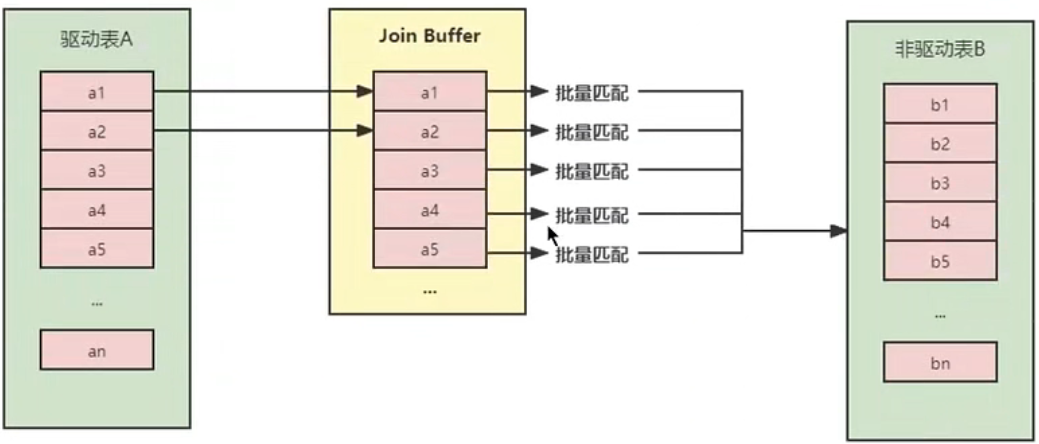 驱动表A
a1
a2
a3
a4
a5
...
an
Join Buffer
a1
a2
a3
a4
a5
...
批量匹配
批量匹配
批量匹配
批量匹配
批量匹配
非驱动表B
b1
b2
b3
b4
b5
...
bn